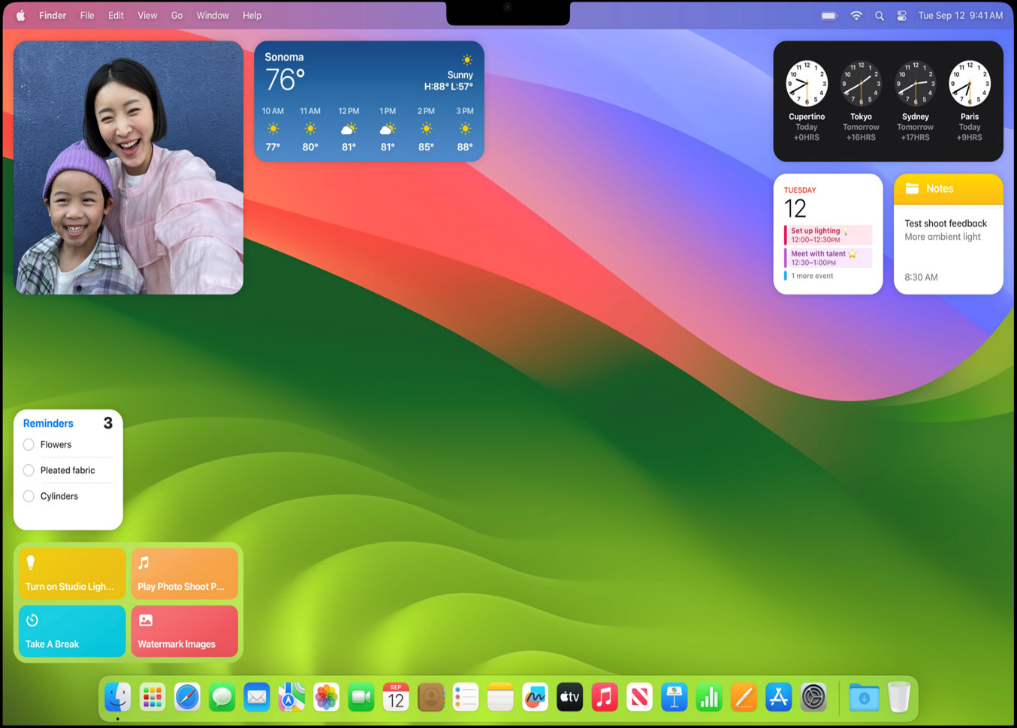 Finder File Edit View Go Window Help
Tue Sep 12 9:41 AM
Sonoma
76°
Sunny
H:88° L:57°
10 AM 11 AM 12 PM 1 PM 2 PM 3 PM
77° 80° 81° 81° 85° 88°
Cupertino Tokyo Sydney Paris
Today Tomorrow Tomorrow Today
+0HRS +16HRS +17HRS +9HRS
TUESDAY
12
Set up lighting
12:00–12:30PM
Meet with talent
12:30–1:00PM
1 more event
Notes
Test shoot feedback
More ambient light
8:30 AM
Reminders 3
Flowers
Pleated fabric
Cylinders
Turn on Studio Ligh...
Play Photo Shoot P...
Take A Break
Watermark Images
SEP
12
tv